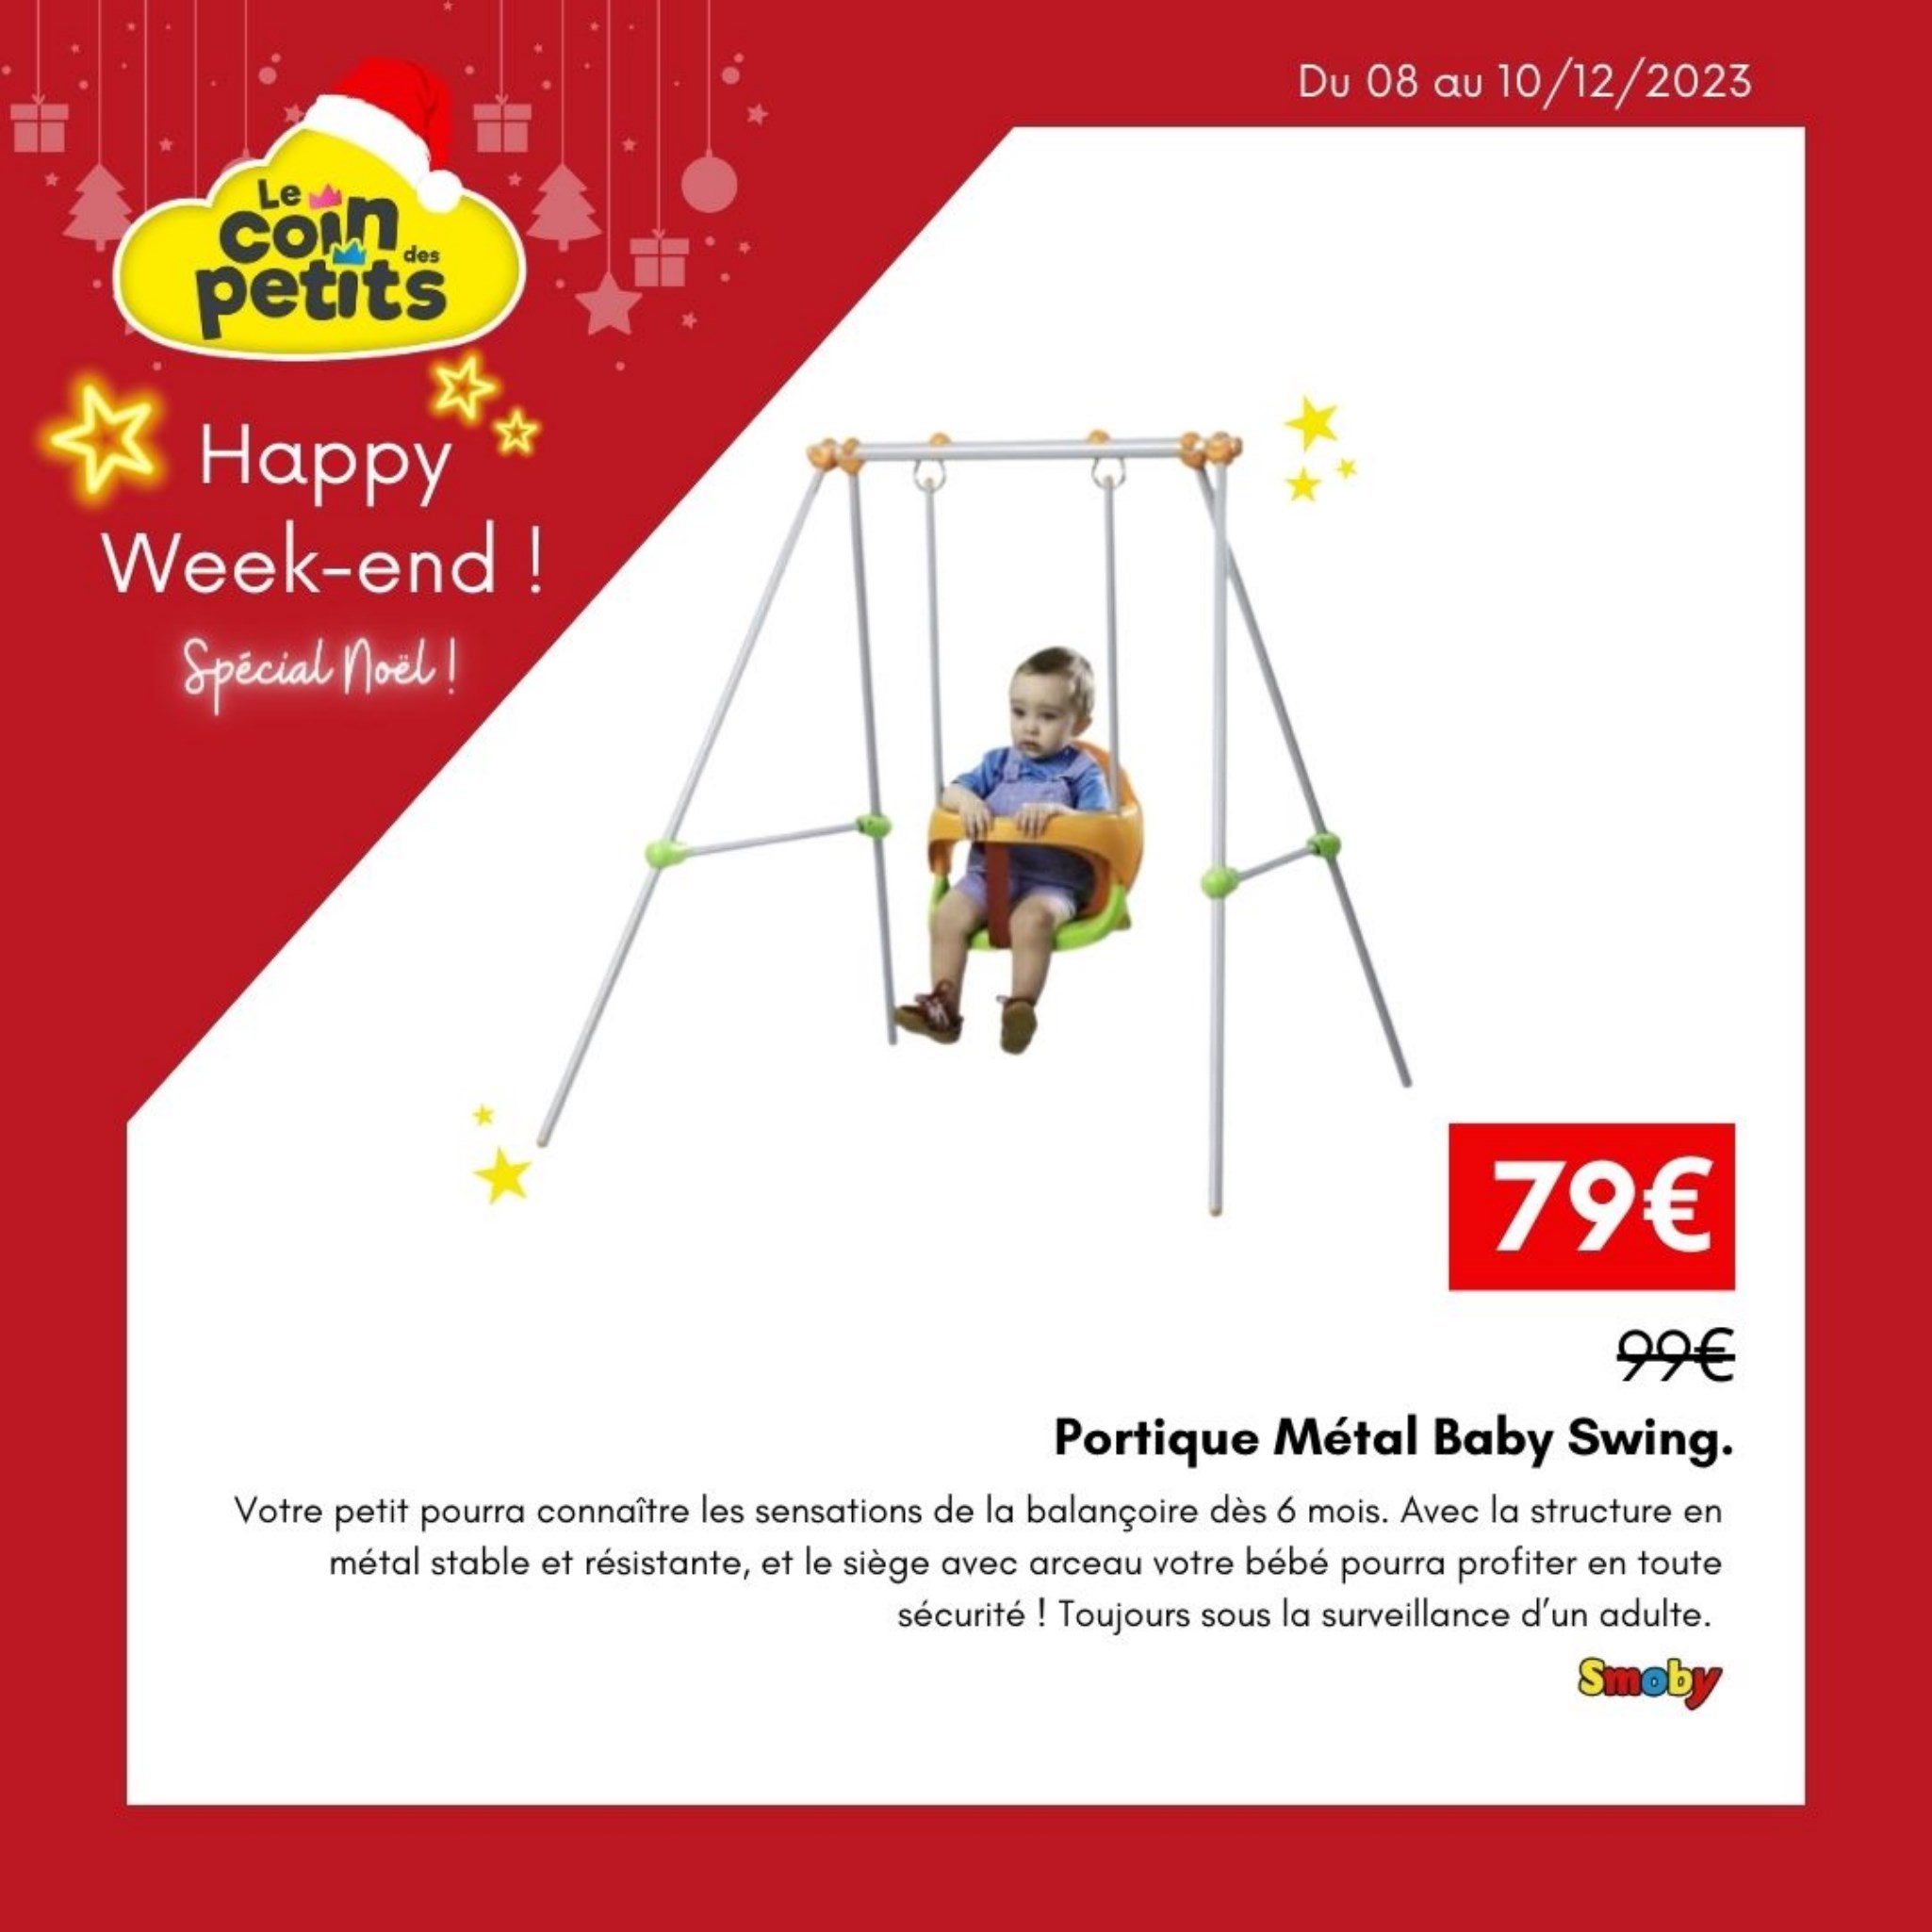 Du 08 au 10/12/2023
Le
coin
des
petits
Happy
Week-end !
Spécial Noël !
79€
99€
Portique Métal Baby Swing.
Votre petit pourra connaître les sensations de la balançoire dès 6 mois. Avec la structure en
métal stable et résistante, et le siège avec arceau votre bébé pourra profiter en toute
sécurité ! Toujours sous la surveillance d'un adulte.
Smoby